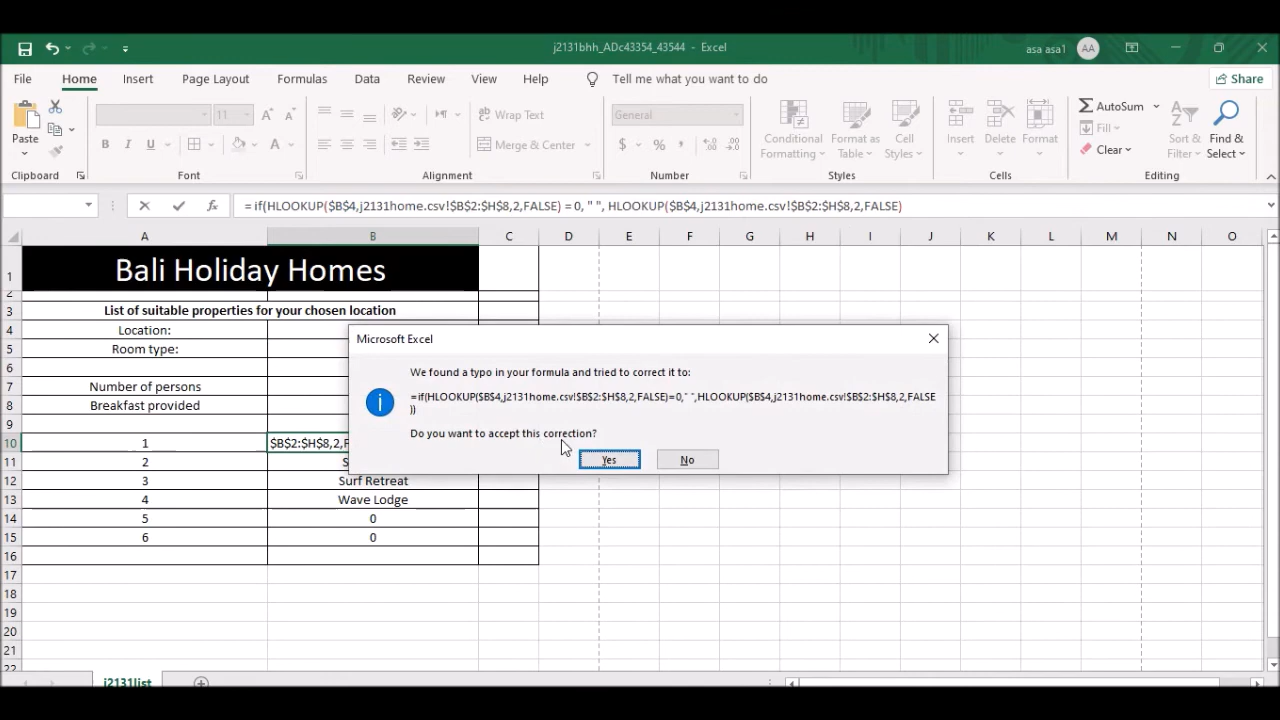 j2131bhh_ADc43354_43544 - Excel
asa asa1
AA
File Home Insert Page Layout Formulas Data Review View Help Tell me what you want to do Share
Paste
11
Wrap Text
General
AutoSum
Conditional Format as Cell
Formatting Table Styles
Insert Delete Format
Fill
Sort & Find &
Filter Select
B I U
A
Merge & Center
$ %
Clear
Clipboard Font Alignment Number Styles Cells Editing
fx
= if(HLOOKUP($B$4,j2131home.csv!$B$2:$H$8,2,FALSE) = 0, " ", HLOOKUP($B$4,j2131home.csv!$B$2:$H$8,2,FALSE)
A B C D E F G H I J K L M N O
1 Bali Holiday Homes
2
3 List of suitable properties for your chosen location
4 Location:
5 Room type:
6
7 Number of persons
8 Breakfast provided
9
10 1 $B$2:$H$8,2,F
11 2 S
12 3 Surf Retreat
13 4 Wave Lodge
14 5 0
15 6 0
16
17
18
19
20
21
22
Microsoft Excel
We found a typo in your formula and tried to correct it to:
=if(HLOOKUP($B$4,j2131home.csv!$B$2:$H$8,2,FALSE)=0," ",HLOOKUP($B$4,j2131home.csv!$B$2:$H$8,2,FALSE
))
Do you want to accept this correction?
Yes No
j2131list